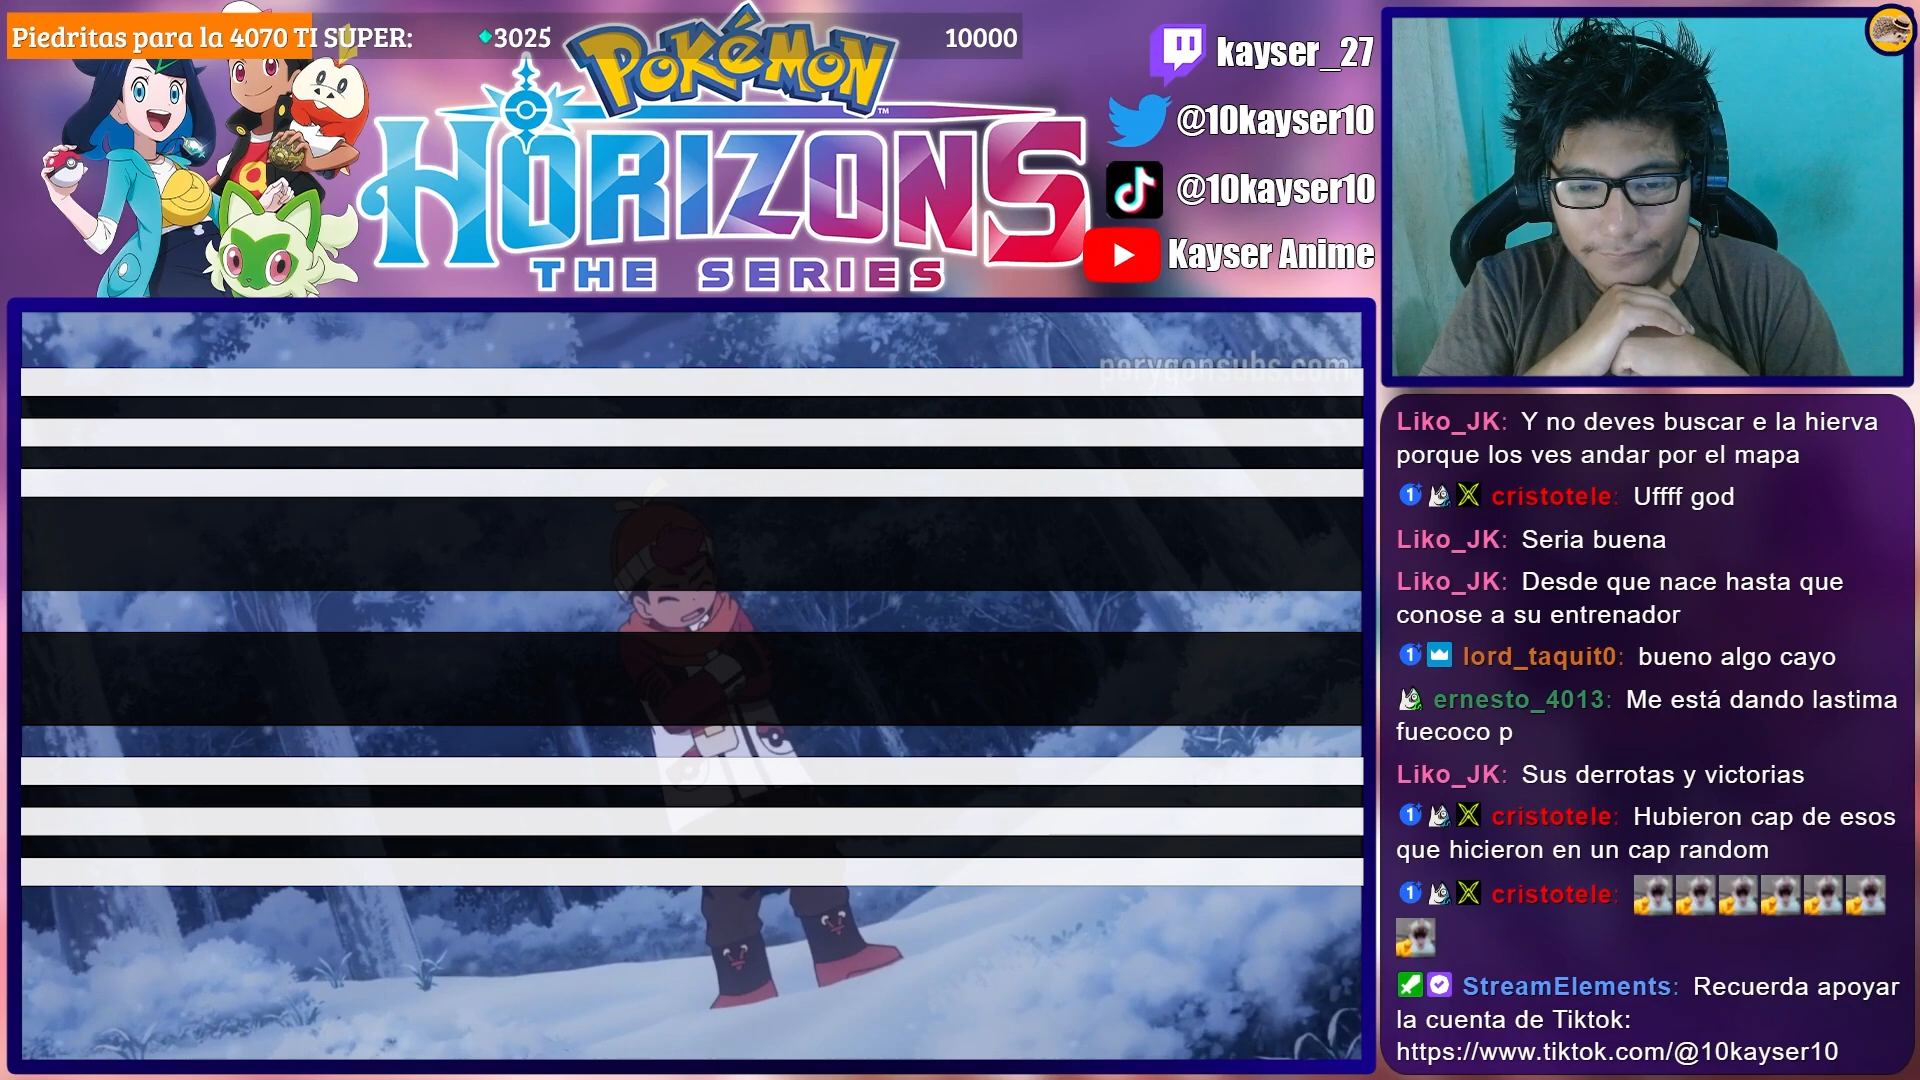 Piedritas para la 4070 TI SUPER:
3025
10000
POKÉMON
™
HORIZONS
THE SERIES
kayser_27
@10kayser10
@10kayser10
Kayser Anime
porygonsubs.com
Liko_JK: Y no deves buscar e la hierva
porque los ves andar por el mapa
cristotele: Uffff god
Liko_JK: Seria buena
Liko_JK: Desde que nace hasta que
conose a su entrenador
lord_taquit0: bueno algo cayo
ernesto_4013: Me está dando lastima
fuecoco p
Liko_JK: Sus derrotas y victorias
cristotele: Hubieron cap de esos
que hicieron en un cap random
cristotele:
StreamElements: Recuerda apoyar
la cuenta de Tiktok:
https://www.tiktok.com/@10kayser10